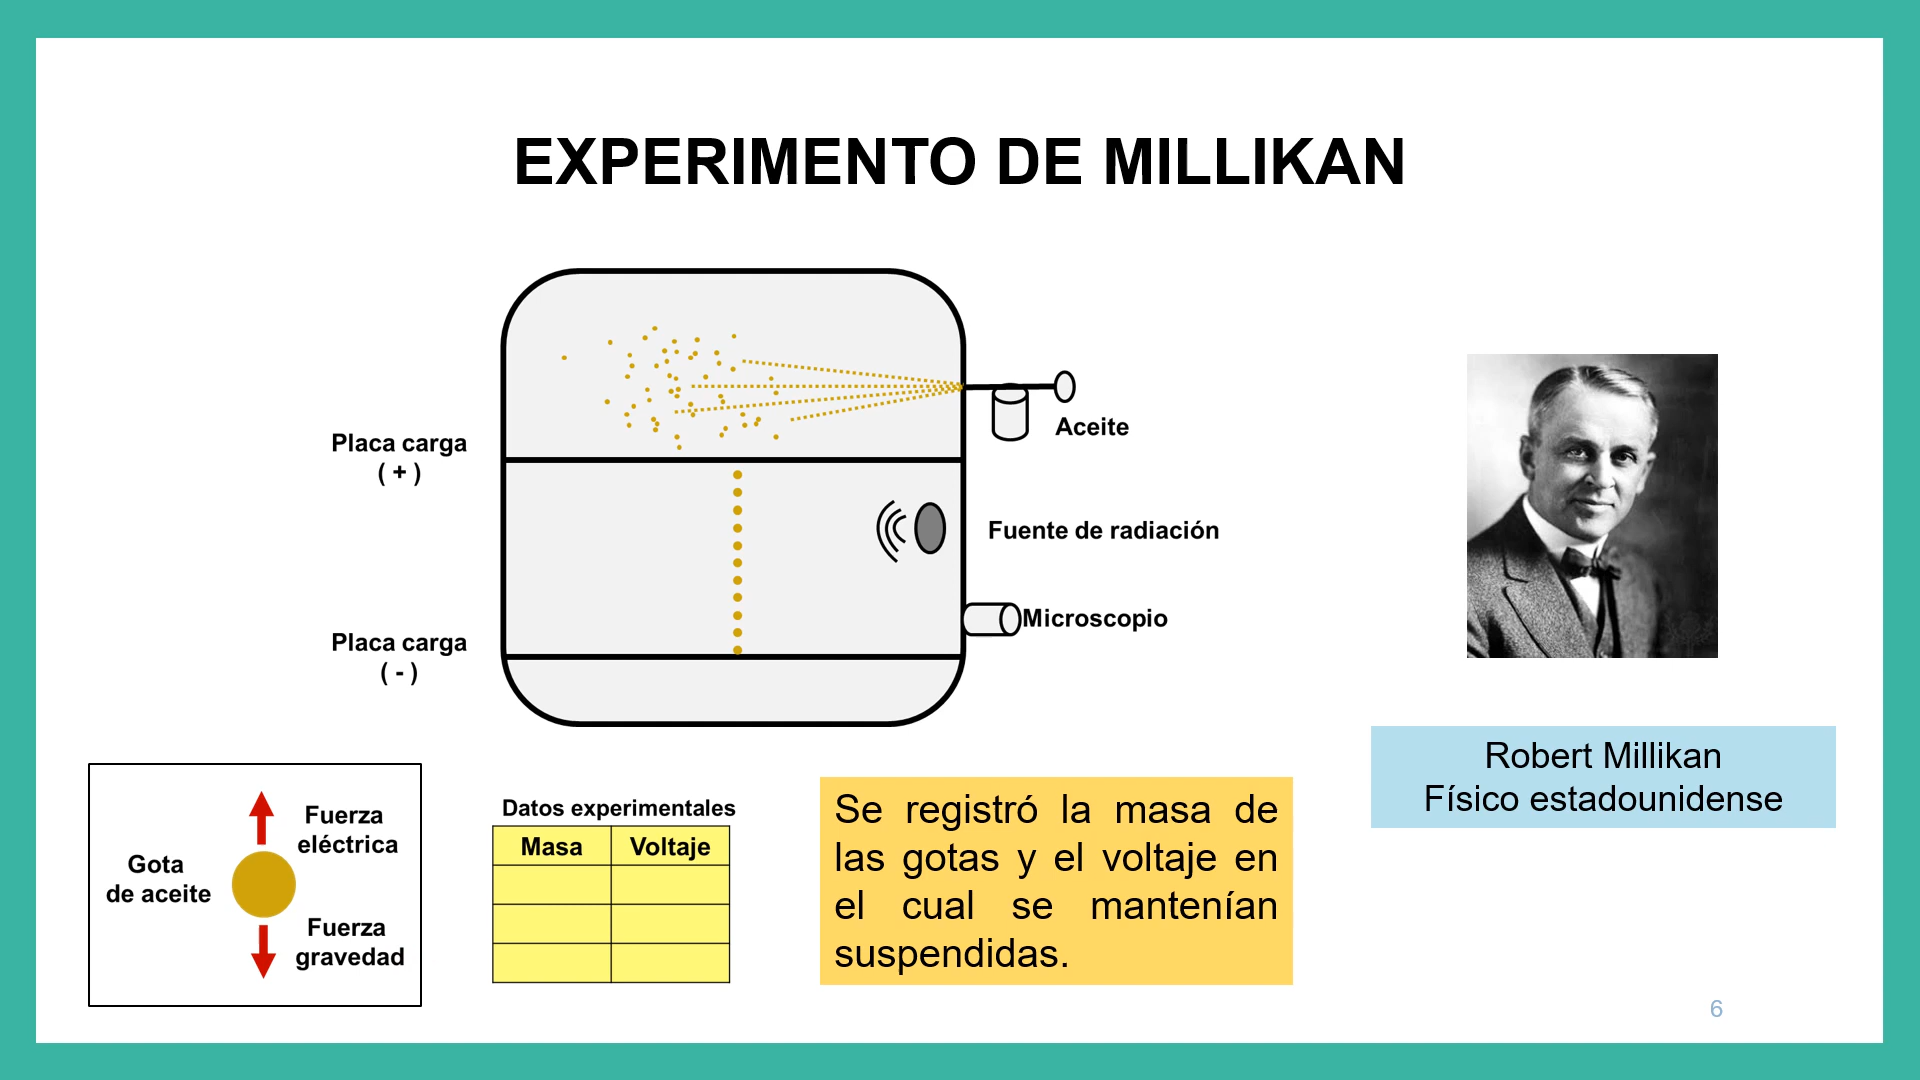 EXPERIMENTO DE MILLIKAN
Placa carga
( + )
Aceite
Fuente de radiación
Microscopio
Placa carga
( - )
Robert Millikan
Físico estadounidense
Gota
de aceite
Fuerza
eléctrica
Fuerza
gravedad
Datos experimentales
Masa Voltaje
Se registró la masa de
las gotas y el voltaje en
el cual se mantenían
suspendidas.
6